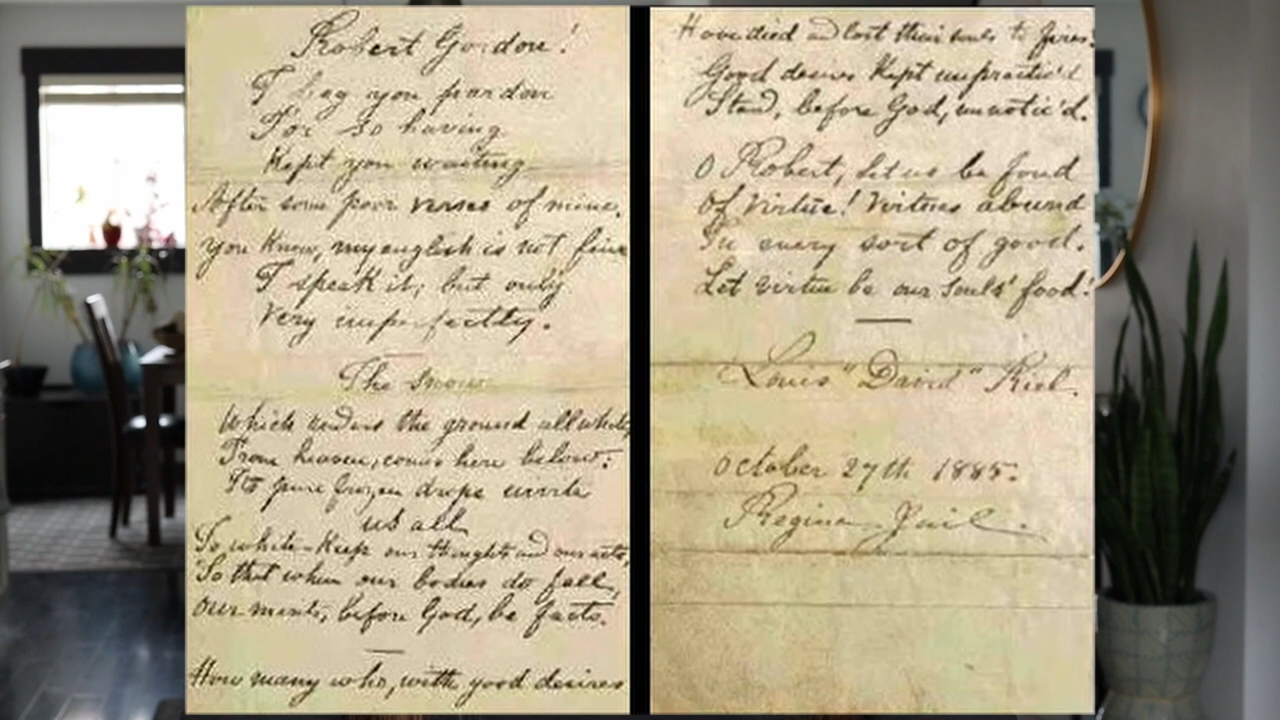 Robert Gordon!
I beg you pardon
For so having
Kept you waiting
After some poor verses of mine.
You Know, my english is not fine
I speak it; but only
Very imperfectly.
The Snow
Which renders the ground all white
From heaven, comes here below:
Its pure frozen drops invite
us all
To white-Keep our thoughts and our acts,
So that when our bodies do fall,
Our merits, before God, be facts.
How many who, with good desires
Have died and lost their souls to fires:
Good desires Kept unpractic'd
Stand, before God, unnotic'd.
O Robert, let us be fond
Of Virtue! Virtues abound
In every sort of good.
Let virtue be our souls' food!
Louis "David" Riel.
October 27th 1885.
Regina Jail.